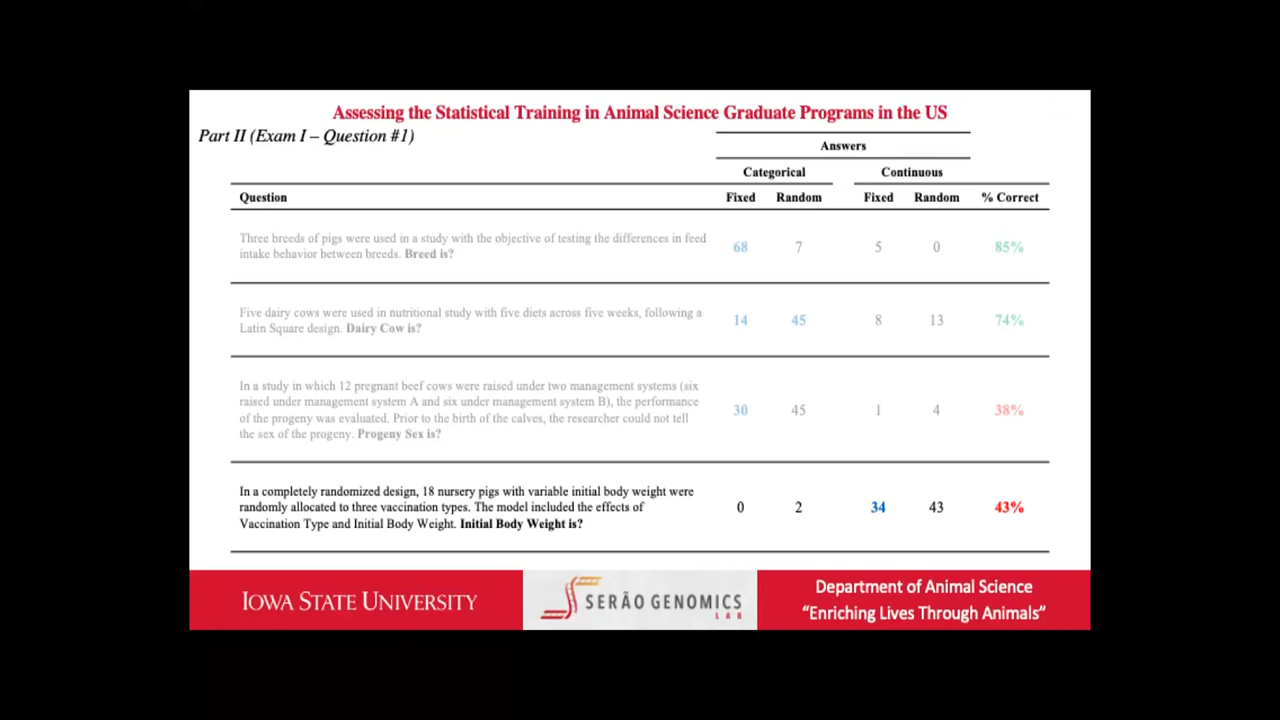 Assessing the Statistical Training in Animal Science Graduate Programs in the US
Part II (Exam I – Question #1)
Answers
Categorical Continuous
Question Fixed Random Fixed Random % Correct
Three breeds of pigs were used in a study with the objective of testing the differences in feed
intake behavior between breeds. Breed is? 68 7 5 0 85%
Five dairy cows were used in nutritional study with five diets across five weeks, following a
Latin Square design. Dairy Cow is? 14 45 8 13 74%
In a study in which 12 pregnant beef cows were raised under two management systems (six
raised under management system A and six under management system B), the performance
of the progeny was evaluated. Prior to the birth of the calves, the researcher could not tell
the sex of the progeny. Progeny Sex is? 30 45 1 4 38%
In a completely randomized design, 18 nursery pigs with variable initial body weight were
randomly allocated to three vaccination types. The model included the effects of
Vaccination Type and Initial Body Weight. Initial Body Weight is? 0 2 34 43 43%
IOWA STATE UNIVERSITY
SERÃO GENOMICS
LAB
Department of Animal Science
“Enriching Lives Through Animals”